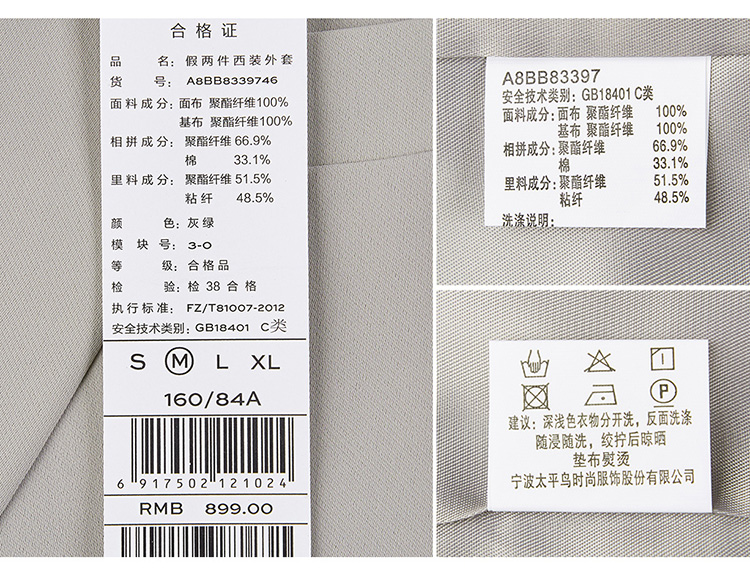 合格证
品 名: 假两件西装外套
货 号: A8BB8339746
面料成分: 面布 聚酯纤维100%
基布 聚酯纤维100%
相拼成分: 聚酯纤维 66.9%
棉 33.1%
里料成分: 聚酯纤维 51.5%
粘纤 48.5%
颜 色: 灰绿
模 块 号: 3-0
等 级: 合格品
检 验: 检 38 合格
执行标准: FZ/T81007-2012
安全技术类别: GB18401 C类
S M L XL
160/84A
6 917502 121024
RMB 899.00
A8BB83397
安全技术类别: GB18401 C类
面料成分: 面布 聚酯纤维 100%
基布 聚酯纤维 100%
相拼成分: 聚酯纤维 66.9%
棉 33.1%
里料成分: 聚酯纤维 51.5%
粘纤 48.5%
洗涤说明:
P
建议: 深浅色衣物分开洗, 反面洗涤
随浸随洗, 绞拧后晾晒
垫布熨烫
宁波太平鸟时尚服饰股份有限公司